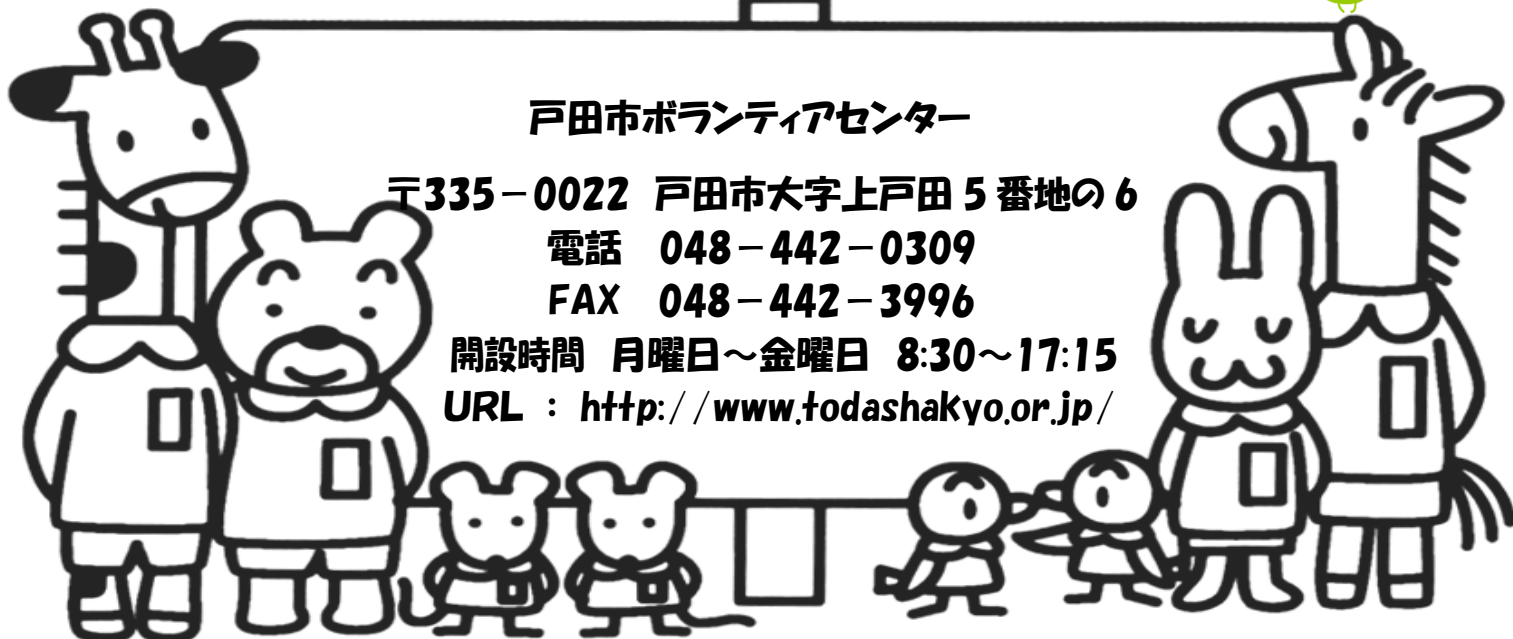 戸田市ボランティアセンター
〒335－0022 戸田市大字上戸田 5 番地の 6
電話　048－442－0309
FAX　048－442－3996
開設時間　月曜日～金曜日　8:30～17:15
URL ： http://www.todashakyo.or.jp/